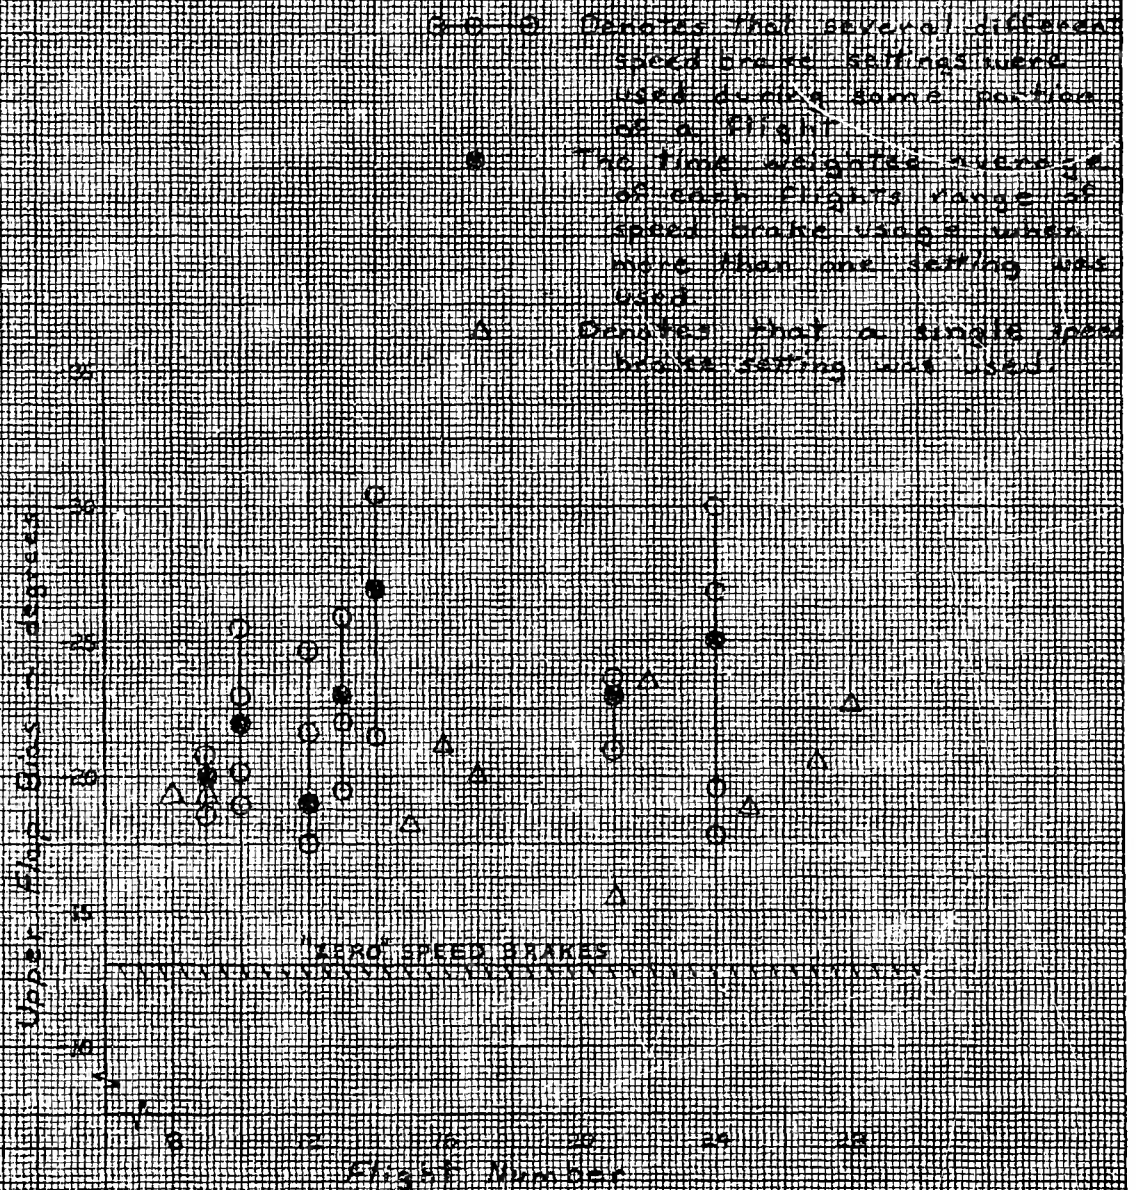 Denotes that several different
speed brake settings were
used during some portion
of a flight
The time weighted average
of each flights range of
speed brake usage when
more than one setting was
used.
Denotes that a single speed
brake setting was used.
35
30
25
20
15
10
Upper Flap Bias ~ degrees
"ZERO" SPEED BRAKES
8 12 16 20 24 28
Flight Number